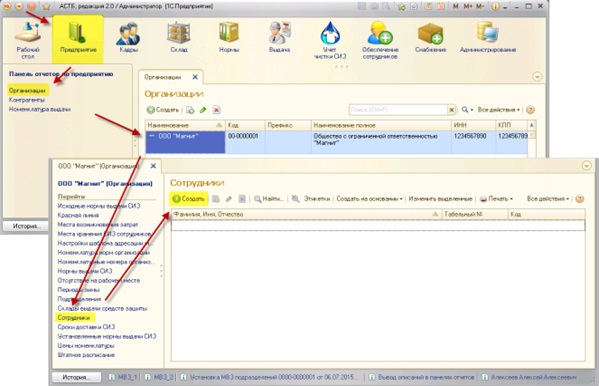 АСТБ, редакция 2.0 / Администратор (1С:Предприятие)
M M+ M-
Рабочий стол
Предприятие
Кадры
Склад
Нормы
Выдача
Учет чистки СИЗ
Обеспечение сотрудников
Снабжение
Администрирование
Панель отчетов по предприятию
Организации
Контрагенты
Номенклатура выдачи
Организации
Организации
Создать
Поиск (Ctrl+F)
Все действия
Наименование
Код
Префикс
Наименование полное
ИНН
КПП
ООО "Магнит"
00-0000001
Общество с ограниченной ответственностью "Магнит"
1234567890
123456789
История...
ООО "Магнит" (Организация)
ООО "Магнит" (Организация)
Перейти
Исходные нормы выдачи СИЗ
Красная линия
Места возникновения затрат
Места хранения СИЗ сотрудников
Настройки шаблона адресации
Номенклатура норм организации
Номенклатурные номера организ...
Нормы выдачи СИЗ
Отсутствие на рабочем месте
Периоды зимы
Подразделения
Склады выдачи средств защиты
Сотрудники
Сроки доставки СИЗ
Установленные нормы выдачи СИЗ
Цены номенклатуры
Штатное расписание
Сотрудники
Создать
Найти...
Этикетки
Создать на основании
Изменить выделенные
Печать
Все действия
Фамилия, Имя, Отчество
Табельный №
Код
История...
МВЗ_1
МВЗ_2
Установка МВЗ подразделений 0000-0000001 от 06.07.2015...
Вывод описаний в панелях отчетов
Алексеев Алексей Алексеевич